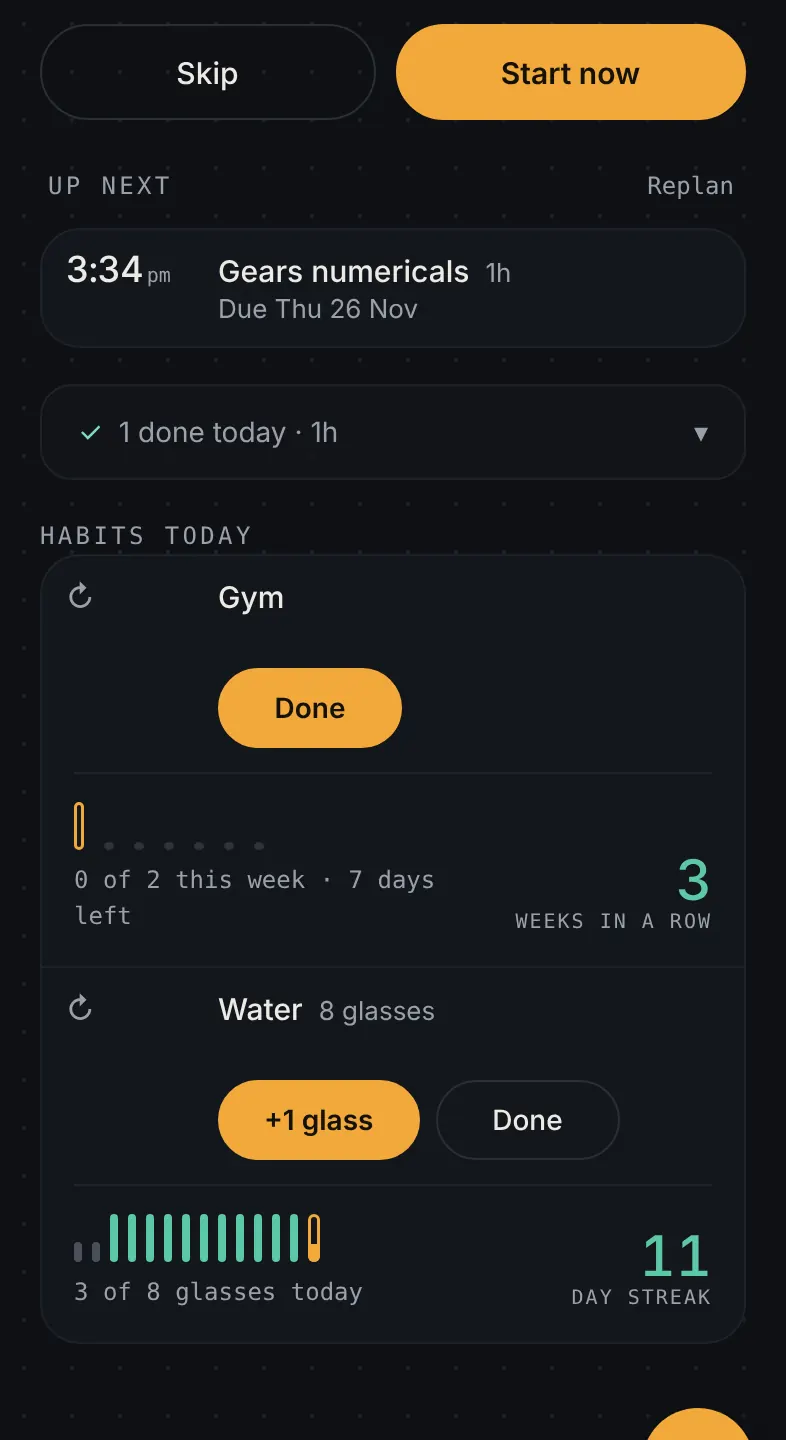 Skip
Start now
UP NEXT
Replan
3:34 pm
Gears numericals 1h
Due Thu 26 Nov
✓ 1 done today · 1h ▼
HABITS TODAY
↻ Gym
Done
0 of 2 this week · 7 days
left
3
WEEKS IN A ROW
↻ Water 8 glasses
+1 glass
Done
3 of 8 glasses today
11
DAY STREAK